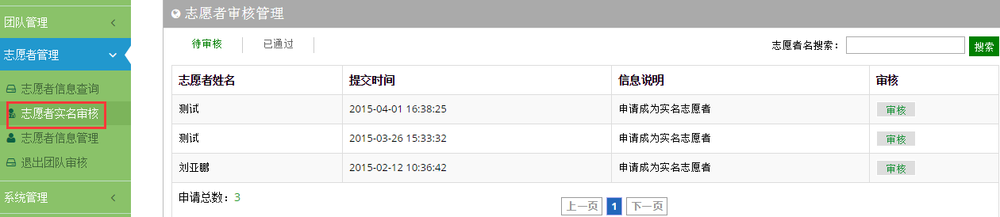 团队管理
志愿者管理
志愿者信息查询
志愿者实名审核
志愿者信息管理
退出团队审核
系统管理
志愿者审核管理
待审核 已通过 志愿者名搜索： 搜索
志愿者姓名 提交时间 信息说明 审核
测试 2015-04-01 16:38:25 申请成为实名志愿者 审核
测试 2015-03-26 15:33:32 申请成为实名志愿者 审核
刘亚鹏 2015-02-12 10:36:42 申请成为实名志愿者 审核
申请总数：3
上一页 1 下一页